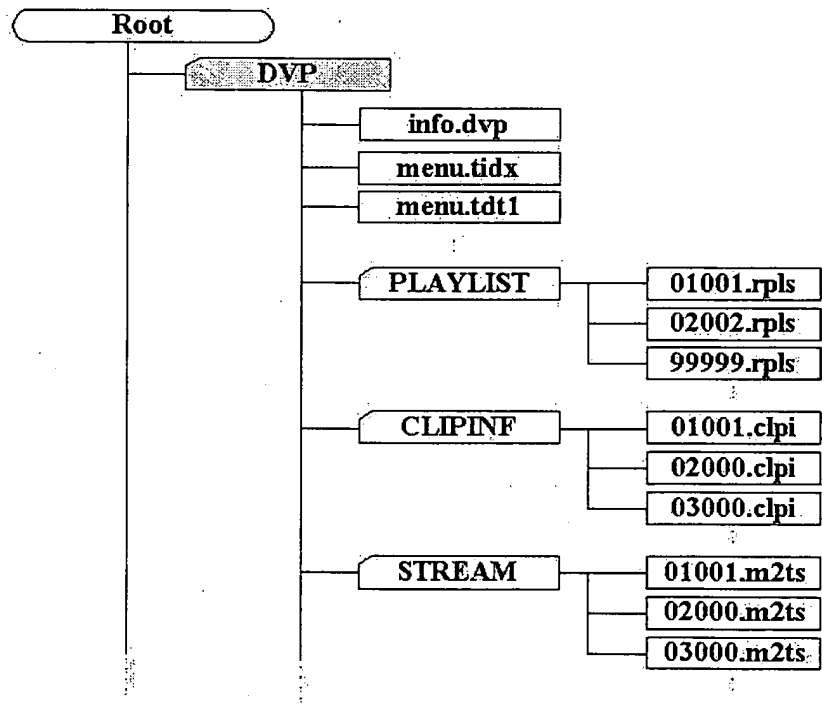 Root
DVP
info.dvp
menu.tidx
menu.tdt1
PLAYLIST
01001.rpls
02002.rpls
99999.rpls
CLIPINF
01001.clpi
02000.clpi
03000.clpi
STREAM
01001.m2ts
02000.m2ts
03000.m2ts